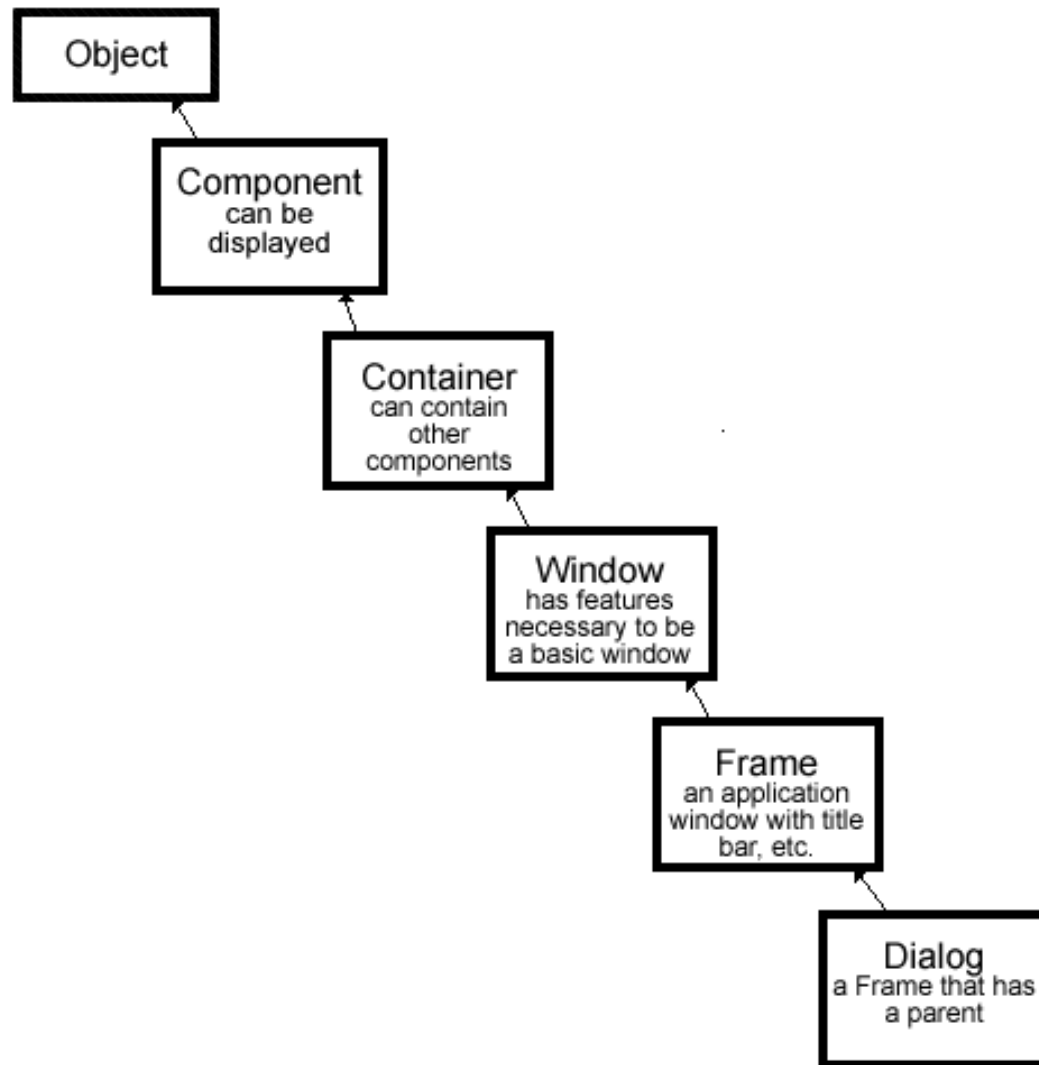 Object
Component
can be
displayed
Container
can contain
other
components
Window
has features
necessary to be
a basic window
Frame
an application
window with title
bar, etc.
Dialog
a Frame that has
a parent